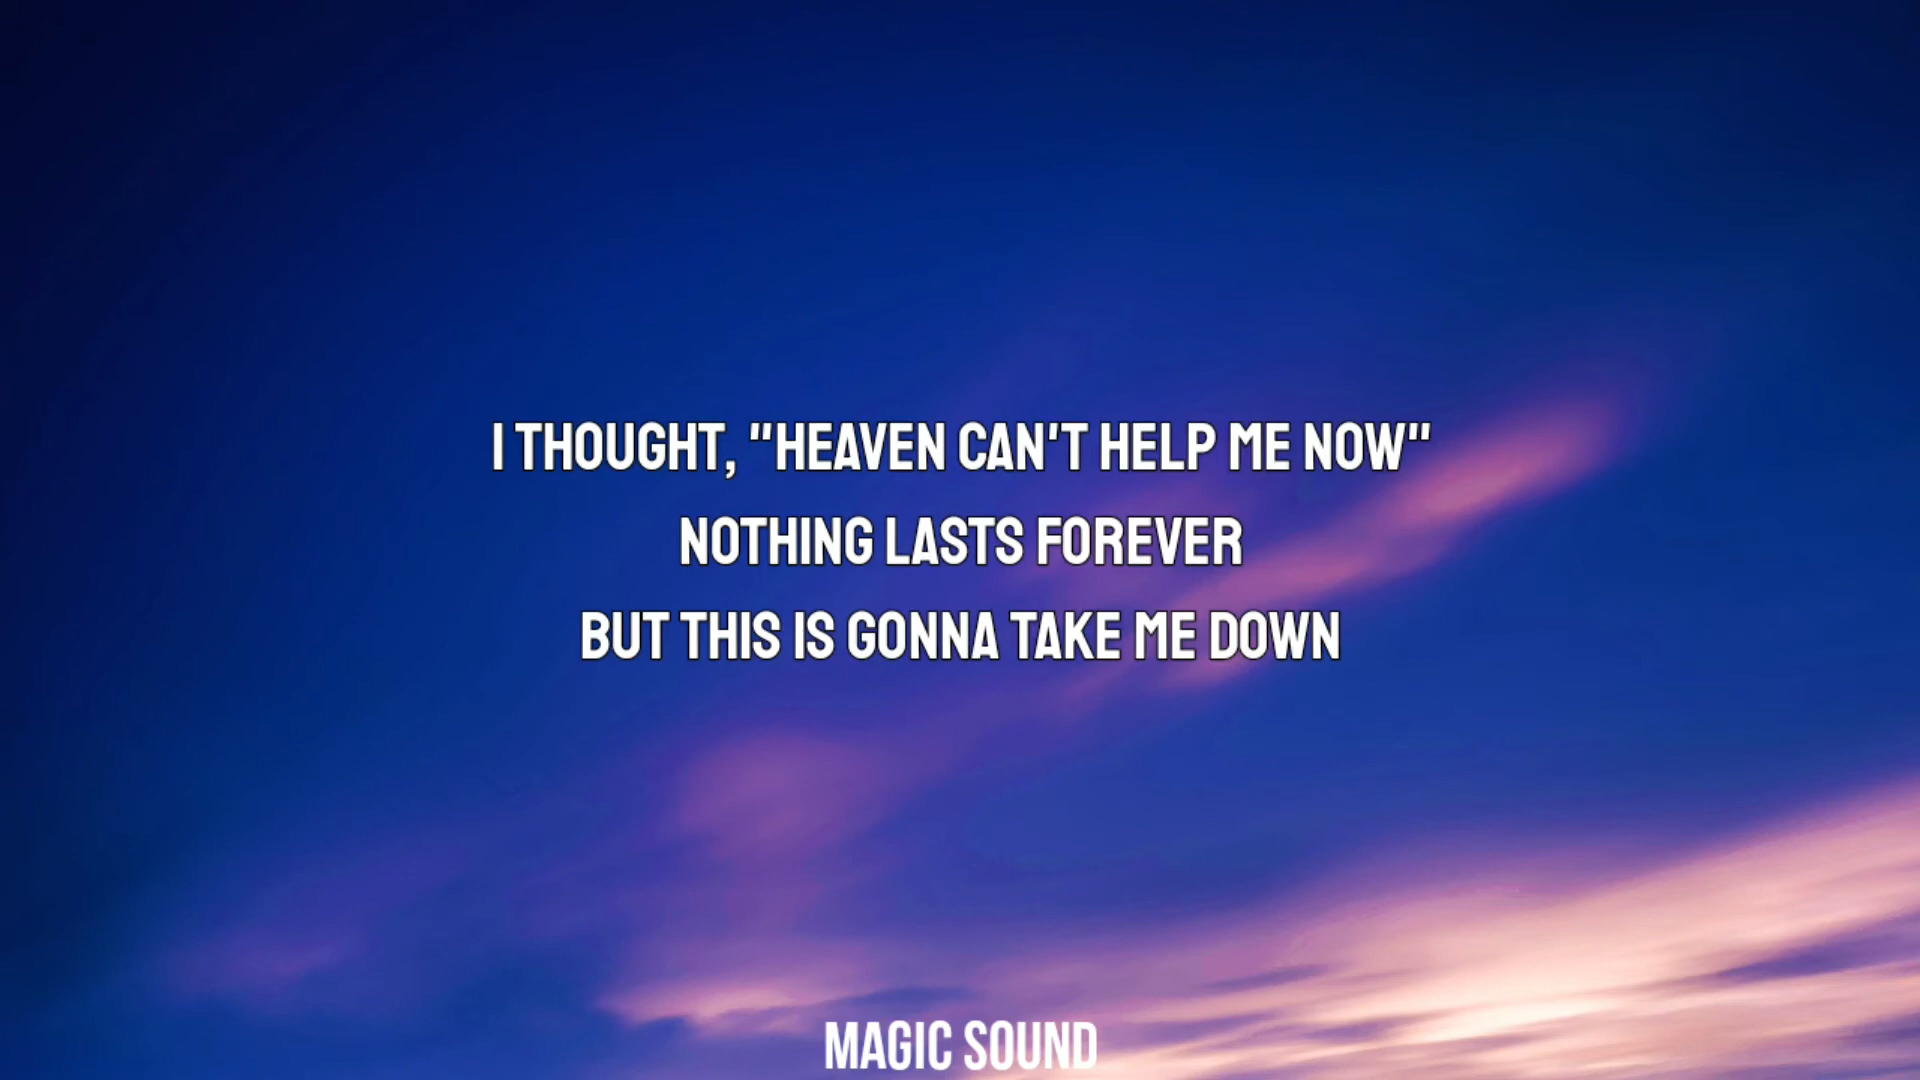 I THOUGHT, "HEAVEN CAN'T HELP ME NOW"
NOTHING LASTS FOREVER
BUT THIS IS GONNA TAKE ME DOWN
MAGIC SOUND